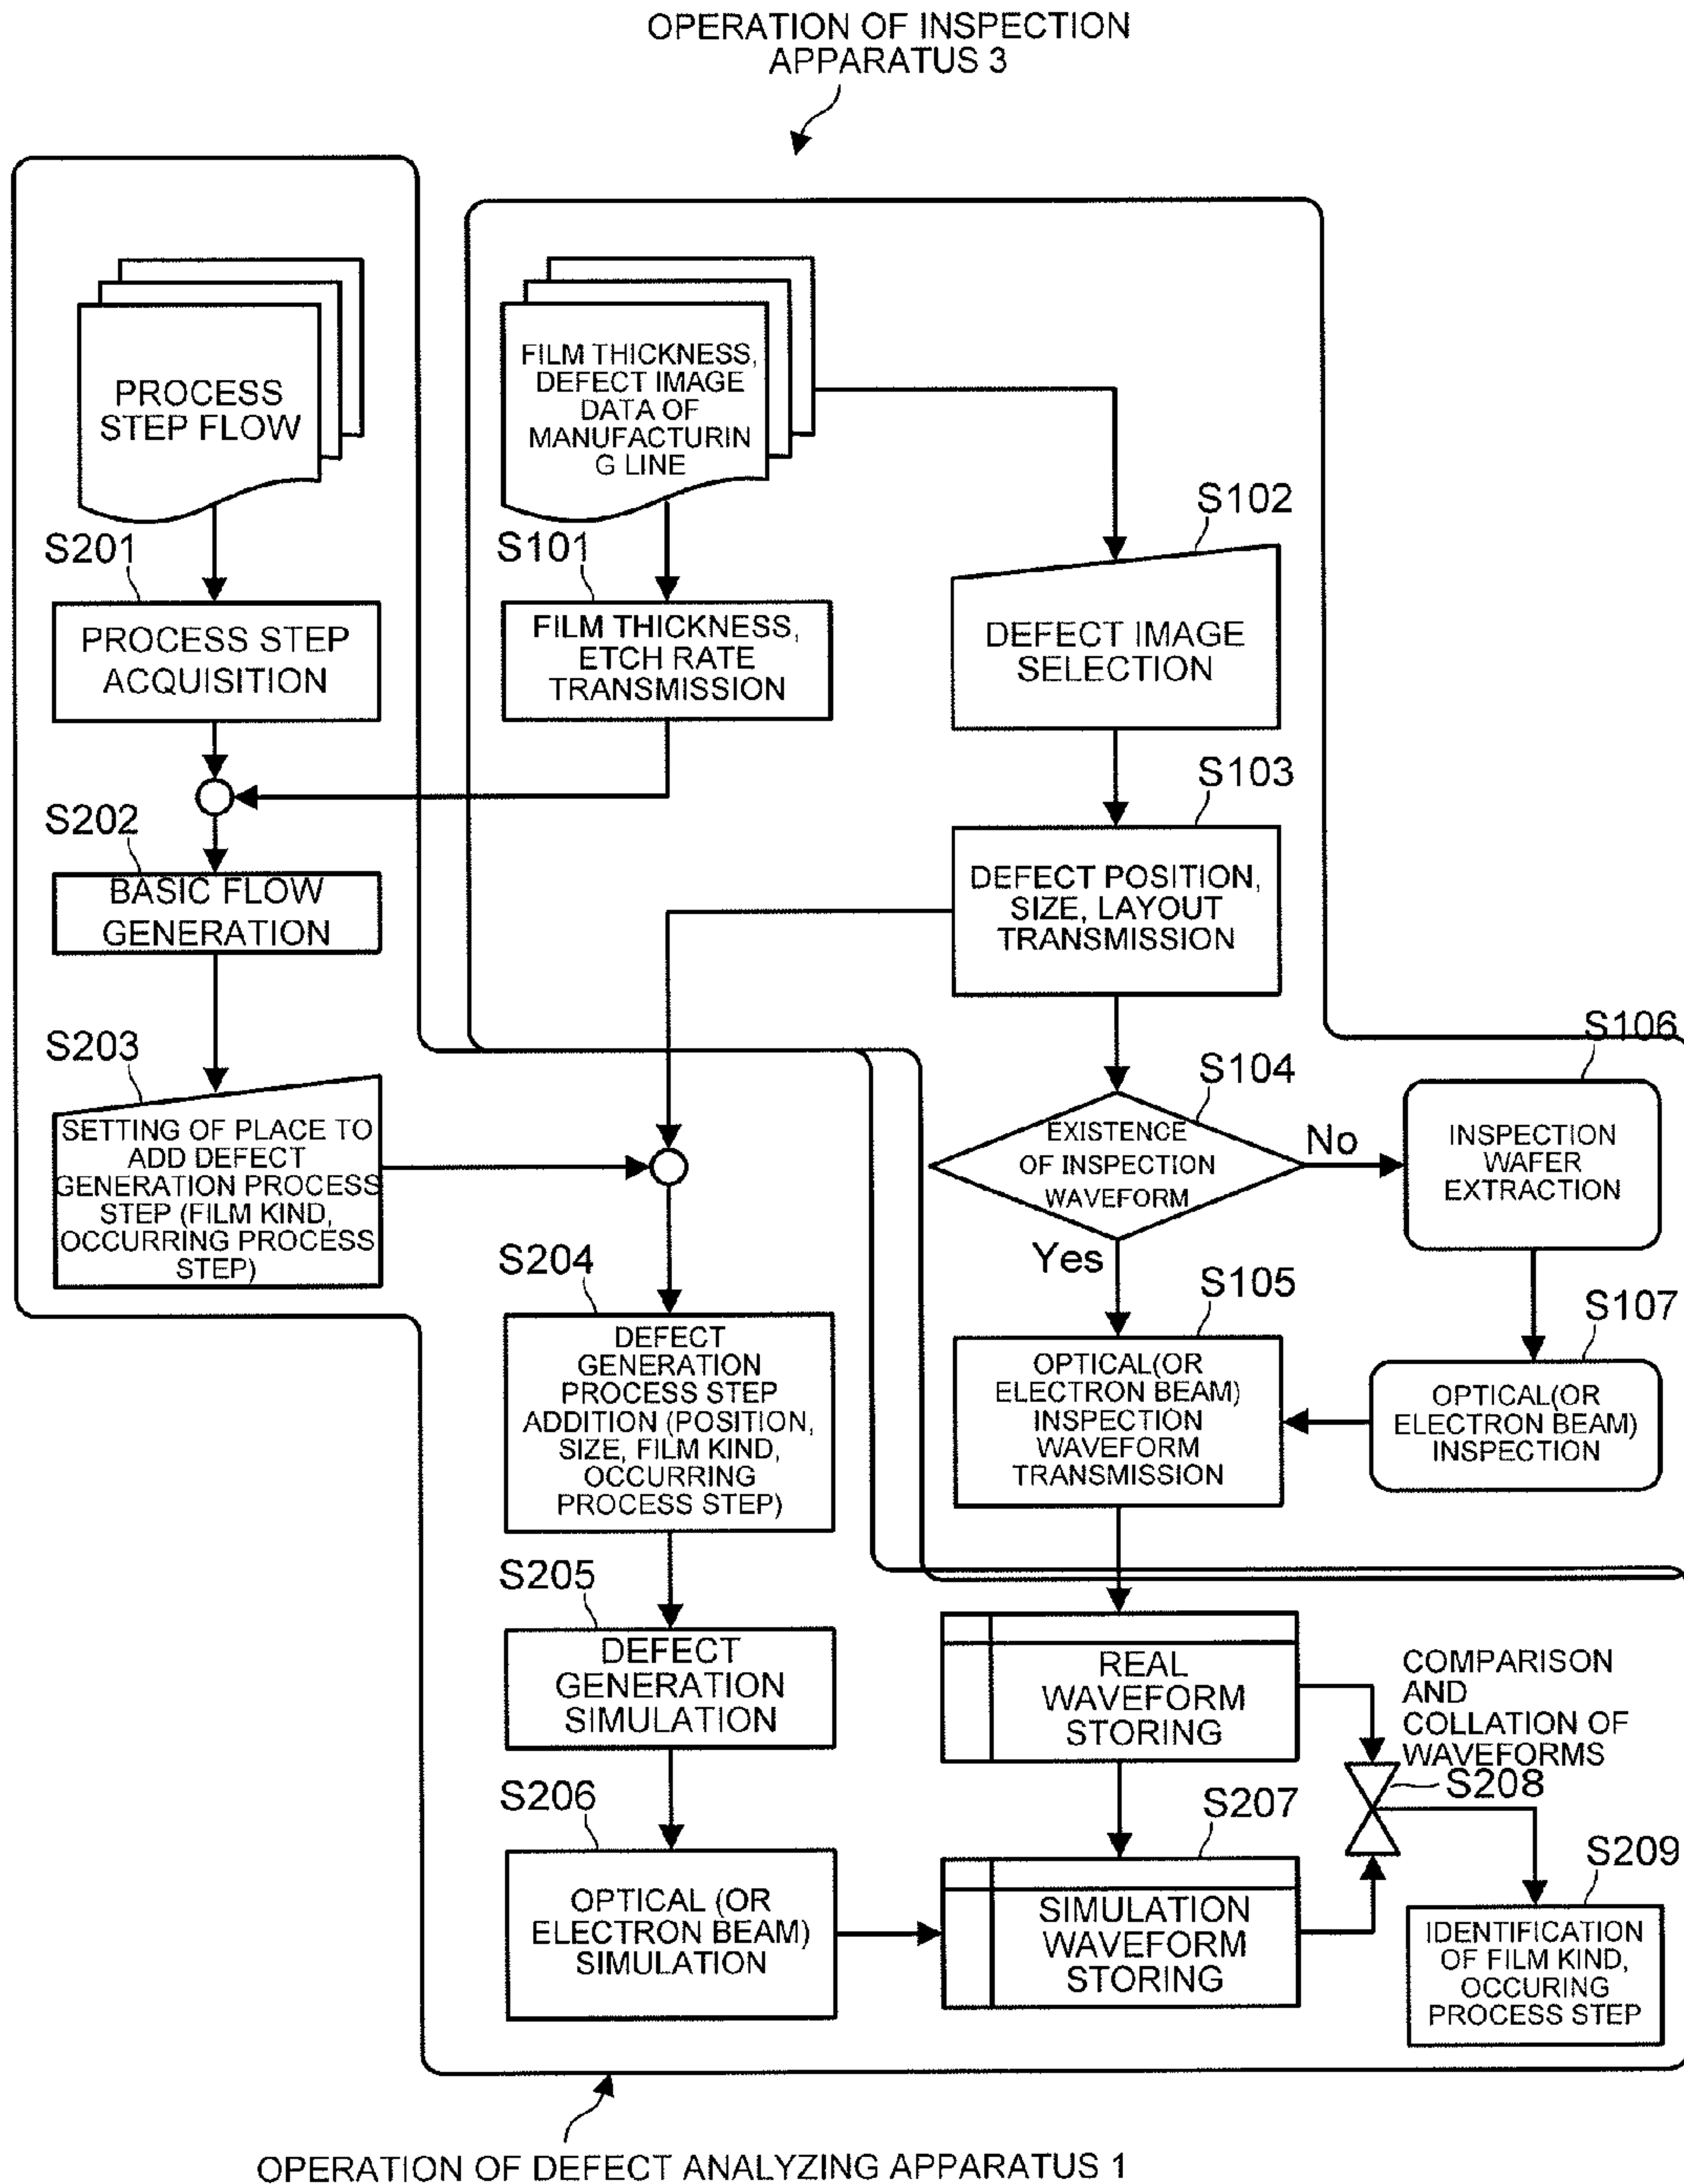 OPERATION OF INSPECTION
APPARATUS 3
PROCESS
STEP FLOW
FILM THICKNESS,
DEFECT IMAGE
DATA OF
MANUFACTURIN
G LINE
S201
PROCESS STEP
ACQUISITION
S101
FILM THICKNESS,
ETCH RATE
TRANSMISSION
S102
DEFECT IMAGE
SELECTION
S202
BASIC FLOW
GENERATION
S103
DEFECT POSITION,
SIZE, LAYOUT
TRANSMISSION
S203
SETTING OF PLACE TO
ADD DEFECT
GENERATION PROCESS
STEP (FILM KIND,
OCCURRING PROCESS
STEP)
S104
EXISTENCE
OF INSPECTION
WAVEFORM
No
Yes
S106
INSPECTION
WAFER
EXTRACTION
S204
DEFECT
GENERATION
PROCESS STEP
ADDITION (POSITION,
SIZE, FILM KIND,
OCCURRING
PROCESS STEP)
S105
OPTICAL(OR
ELECTRON BEAM)
INSPECTION
WAVEFORM
TRANSMISSION
S107
OPTICAL(OR
ELECTRON BEAM)
INSPECTION
S205
DEFECT
GENERATION
SIMULATION
REAL
WAVEFORM
STORING
COMPARISON
AND
COLLATION OF
WAVEFORMS
S208
S206
OPTICAL (OR
ELECTRON BEAM)
SIMULATION
S207
SIMULATION
WAVEFORM
STORING
S209
IDENTIFICATION
OF FILM KIND,
OCCURING
PROCESS STEP
OPERATION OF DEFECT ANALYZING APPARATUS 1